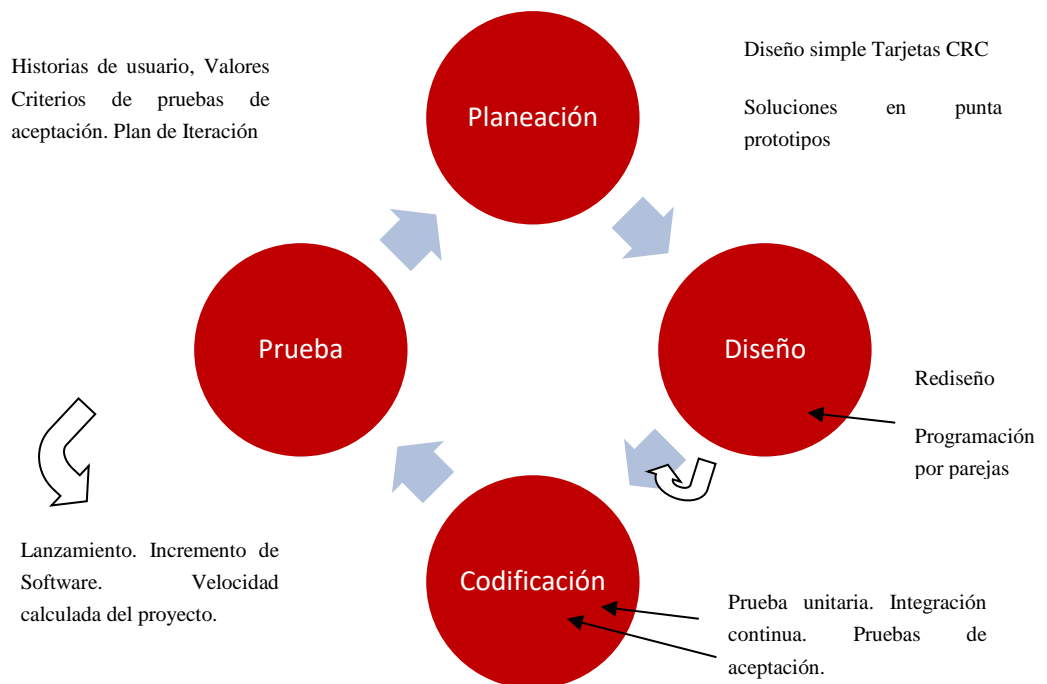 Historias de usuario, Valores
Criterios de pruebas de
aceptación. Plan de Iteración
Planeación
Diseño simple Tarjetas CRC
Soluciones en punta
prototipos
Prueba
Diseño
Rediseño
Programación
por parejas
Lanzamiento. Incremento de
Software. Velocidad
calculada del proyecto.
Codificación
Prueba unitaria. Integración
continua. Pruebas de
aceptación.